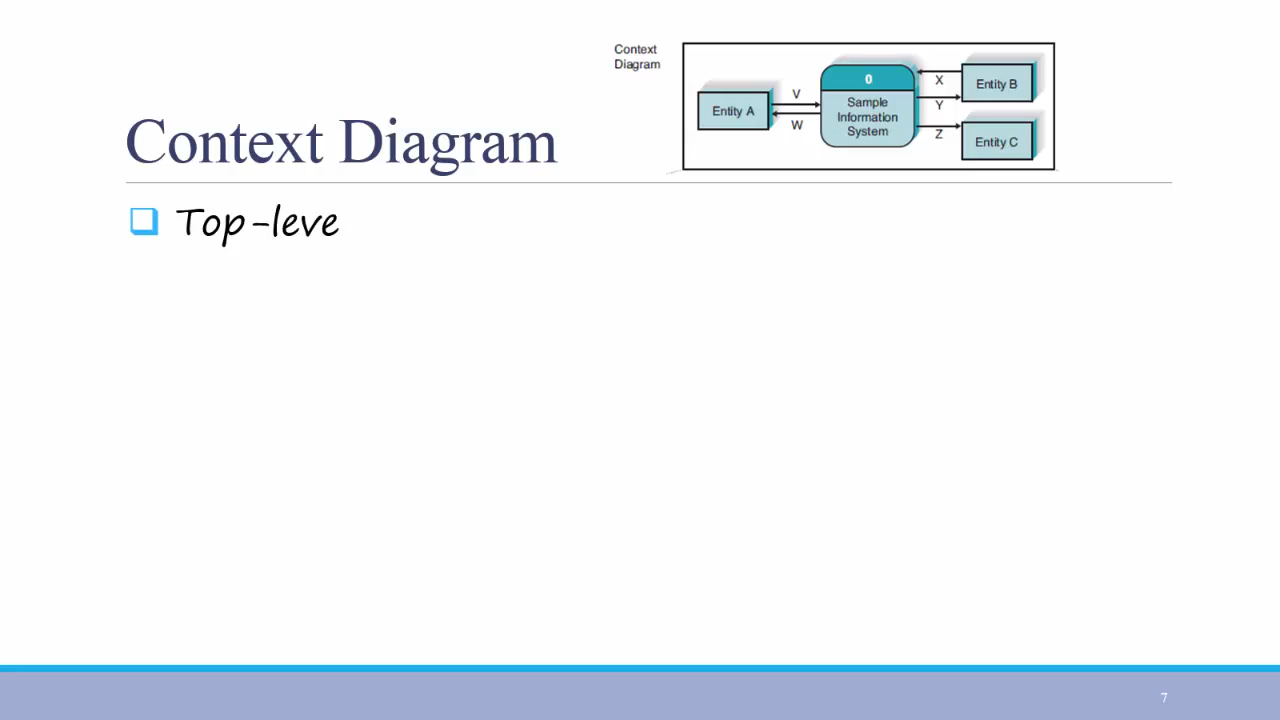 Context
Diagram
Context Diagram
Entity A
V
W
0
Sample
Information
System
X
Y
Z
Entity B
Entity C
Top-leve
7